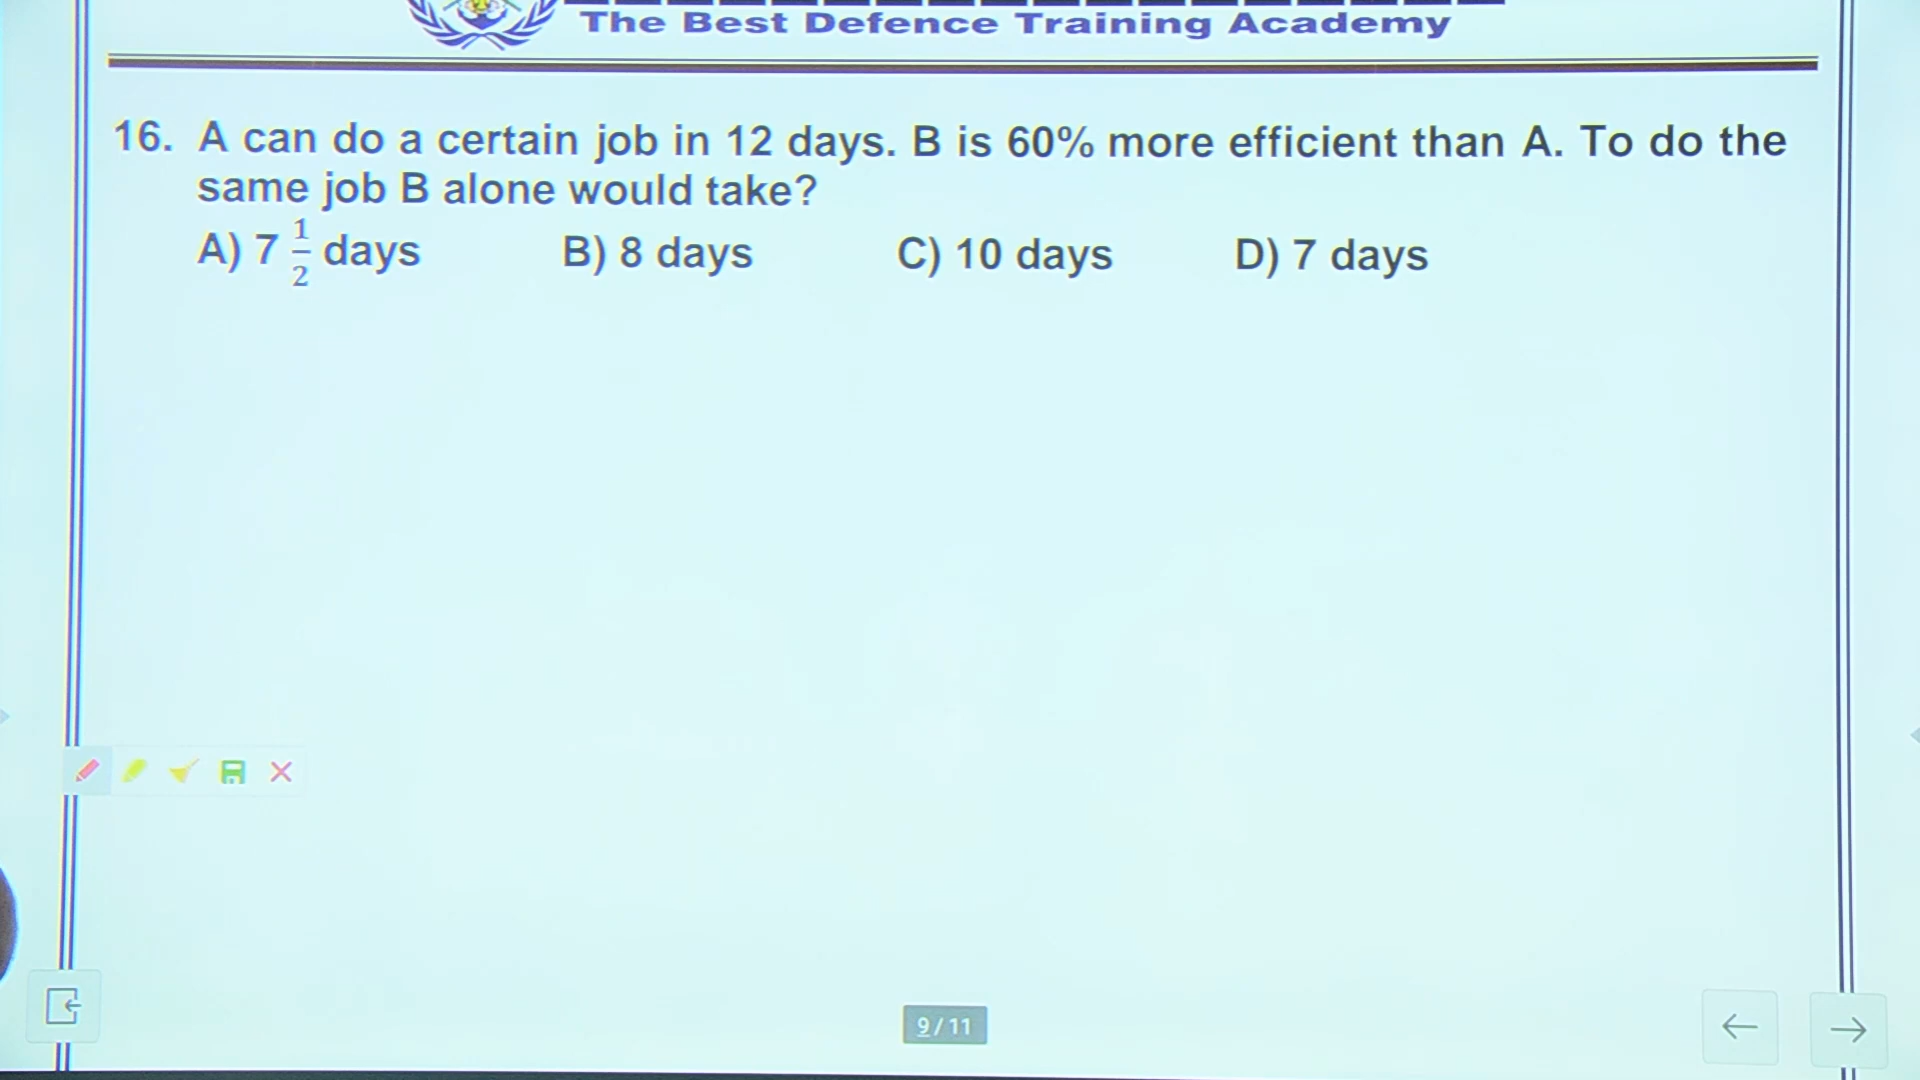 The Best Defence Training Academy
16. A can do a certain job in 12 days. B is 60% more efficient than A. To do the
same job B alone would take?
A) 7 1/2 days B) 8 days C) 10 days D) 7 days
9 / 11